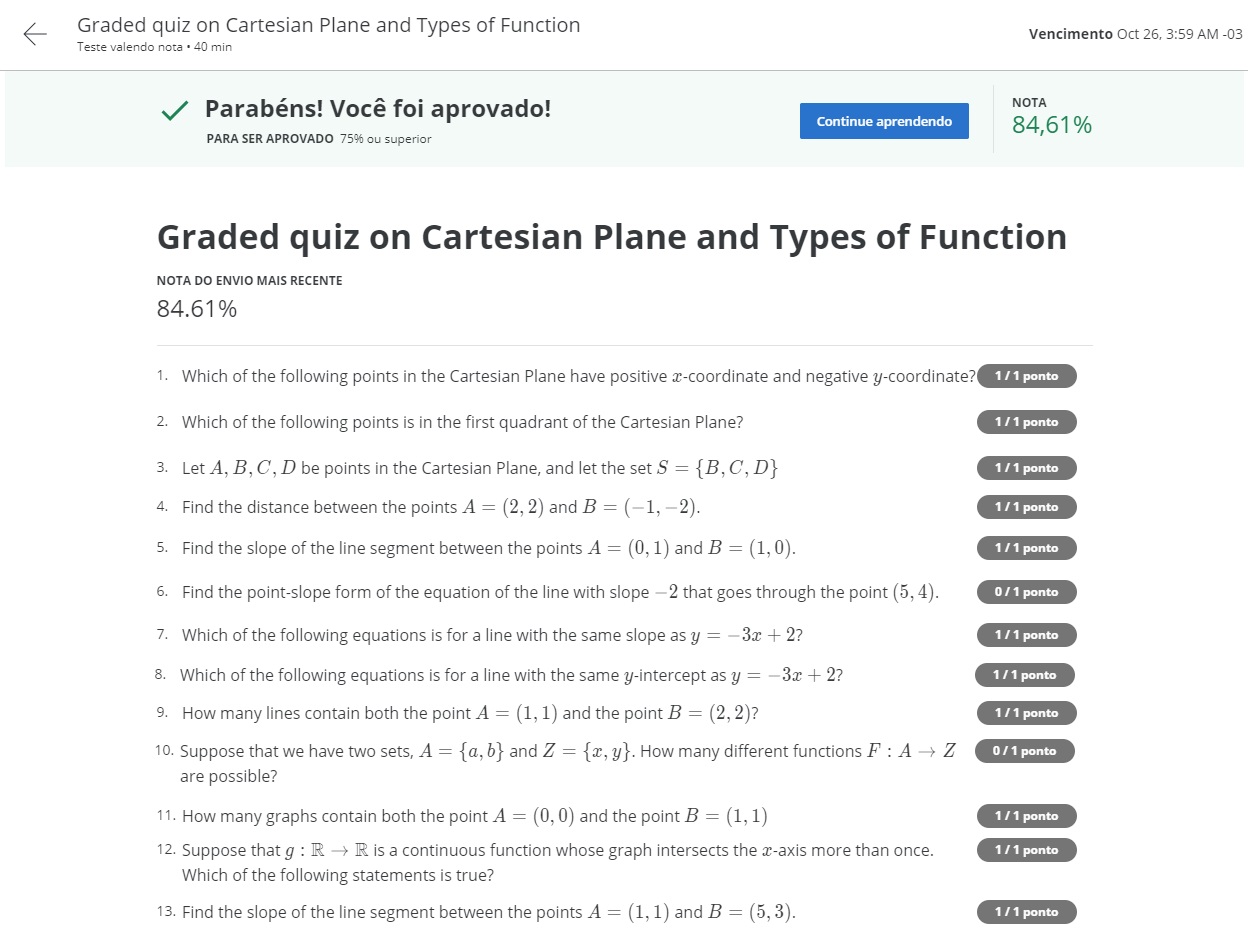 Graded quiz on Cartesian Plane and Types of Function
Teste valendo nota • 40 min
Vencimento Oct 26, 3:59 AM -03
Parabéns! Você foi aprovado!
PARA SER APROVADO 75% ou superior
Continue aprendendo
NOTA
84,61%
Graded quiz on Cartesian Plane and Types of Function
NOTA DO ENVIO MAIS RECENTE
84.61%
1. Which of the following points in the Cartesian Plane have positive x-coordinate and negative y-coordinate? 1 / 1 ponto
2. Which of the following points is in the first quadrant of the Cartesian Plane? 1 / 1 ponto
3. Let A, B, C, D be points in the Cartesian Plane, and let the set S = {B, C, D} 1 / 1 ponto
4. Find the distance between the points A = (2, 2) and B = (−1, −2). 1 / 1 ponto
5. Find the slope of the line segment between the points A = (0, 1) and B = (1, 0). 1 / 1 ponto
6. Find the point-slope form of the equation of the line with slope −2 that goes through the point (5, 4). 0 / 1 ponto
7. Which of the following equations is for a line with the same slope as y = −3x + 2? 1 / 1 ponto
8. Which of the following equations is for a line with the same y-intercept as y = −3x + 2? 1 / 1 ponto
9. How many lines contain both the point A = (1, 1) and the point B = (2, 2)? 1 / 1 ponto
10. Suppose that we have two sets, A = {a, b} and Z = {x, y}. How many different functions F : A → Z 0 / 1 ponto
are possible?
11. How many graphs contain both the point A = (0, 0) and the point B = (1, 1) 1 / 1 ponto
12. Suppose that g : ℝ → ℝ is a continuous function whose graph intersects the x-axis more than once. 1 / 1 ponto
Which of the following statements is true?
13. Find the slope of the line segment between the points A = (1, 1) and B = (5, 3). 1 / 1 ponto